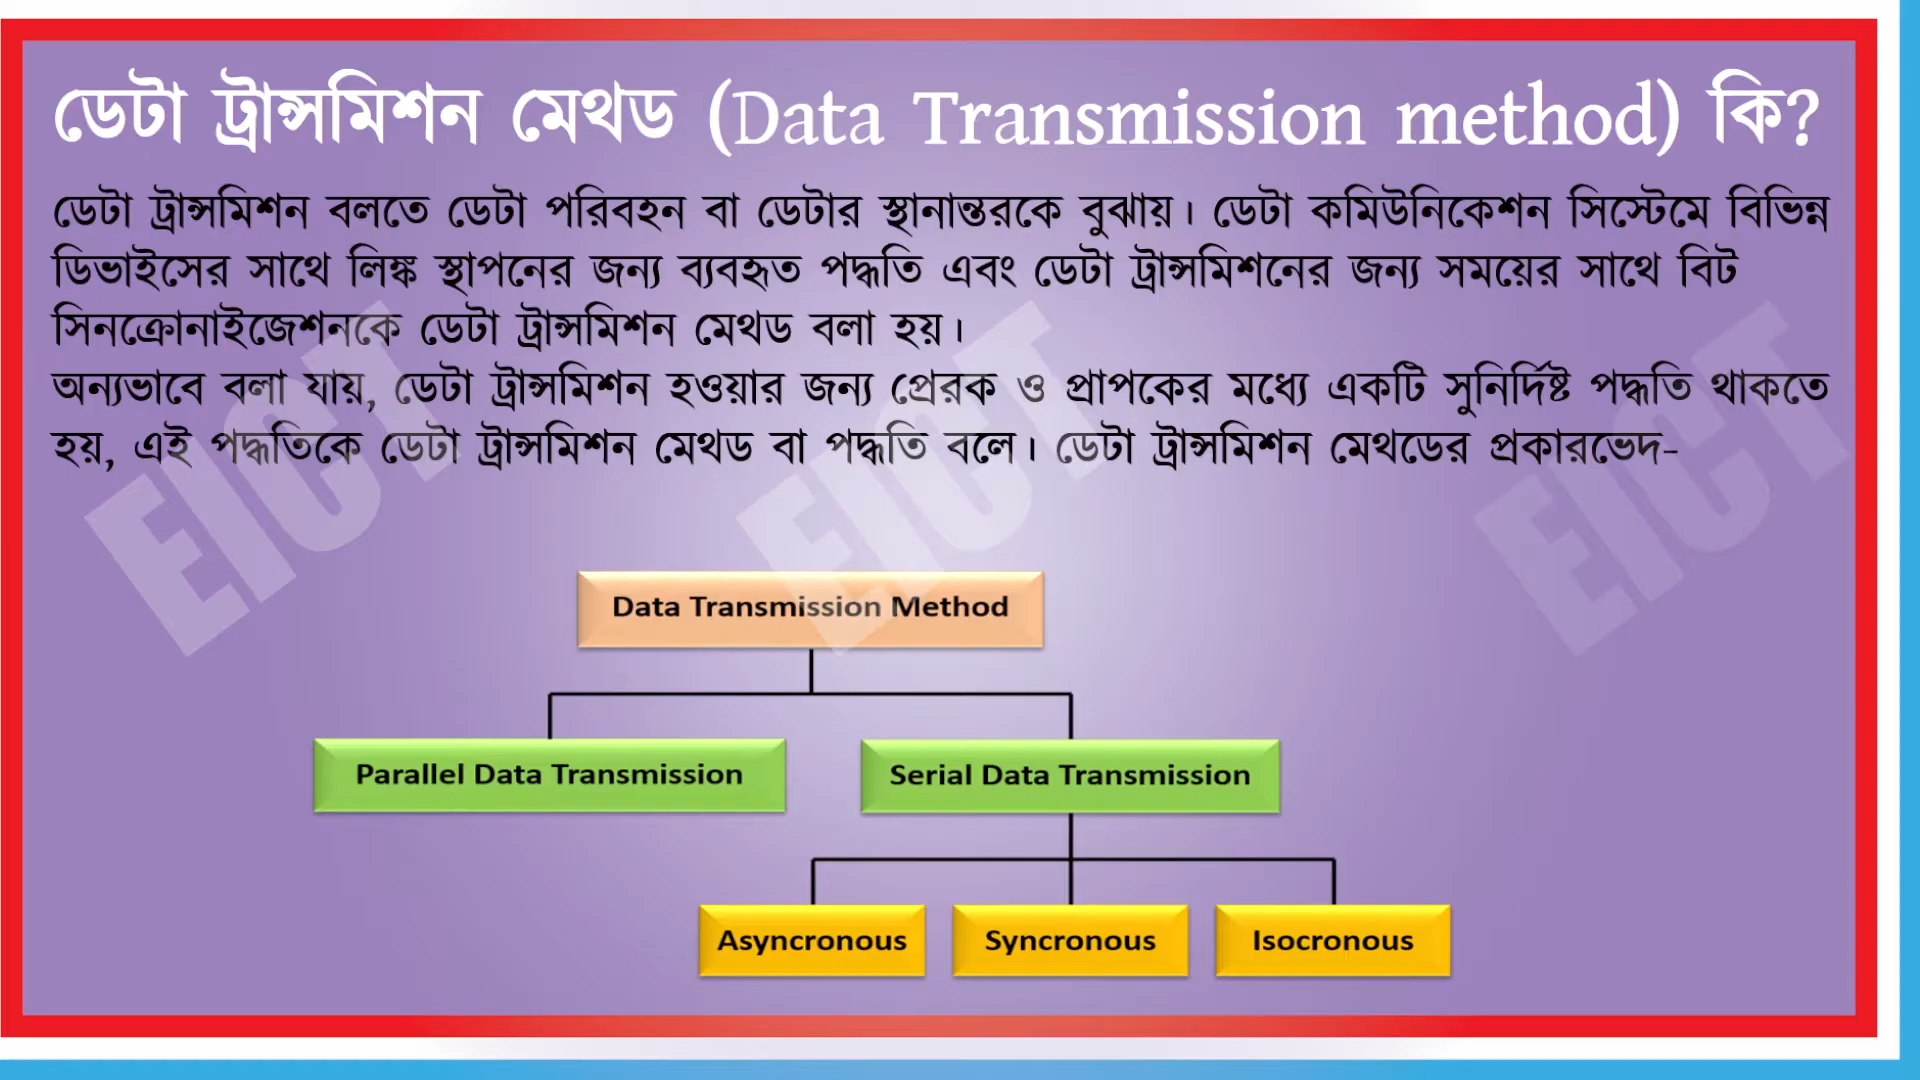 ডেটা ট্রান্সমিশন মেথড (Data Transmission method) কি?
ডেটা ট্রান্সমিশন বলতে ডেটা পরিবহন বা ডেটার স্থানান্তরকে বুঝায়। ডেটা কমিউনিকেশন সিস্টেমে বিভিন্ন
ডিভাইসের সাথে লিঙ্ক স্থাপনের জন্য ব্যবহৃত পদ্ধতি এবং ডেটা ট্রান্সমিশনের জন্য সময়ের সাথে বিট
সিনক্রোনাইজেশনকে ডেটা ট্রান্সমিশন মেথড বলা হয়।
অন্যভাবে বলা যায়, ডেটা ট্রান্সমিশন হওয়ার জন্য প্রেরক ও প্রাপকের মধ্যে একটি সুনির্দিষ্ট পদ্ধতি থাকতে
হয়, এই পদ্ধতিকে ডেটা ট্রান্সমিশন মেথড বা পদ্ধতি বলে। ডেটা ট্রান্সমিশন মেথডের প্রকারভেদ-
EICT EICT EICT
Data Transmission Method
Parallel Data Transmission Serial Data Transmission
Asyncronous Syncronous Isocronous